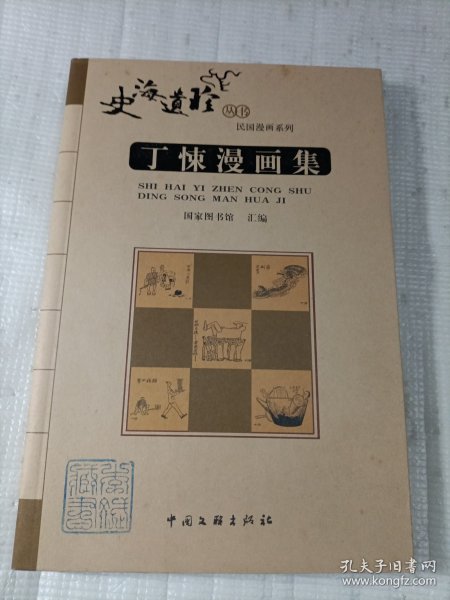 史海遗珍
丛书
民国漫画系列
丁悚漫画集
SHI HAI YI ZHEN CONG SHU
DING SONG MAN HUA JI
国家图书馆 汇编
中国文联出版社
孔夫子旧书网
www.kongfz.com